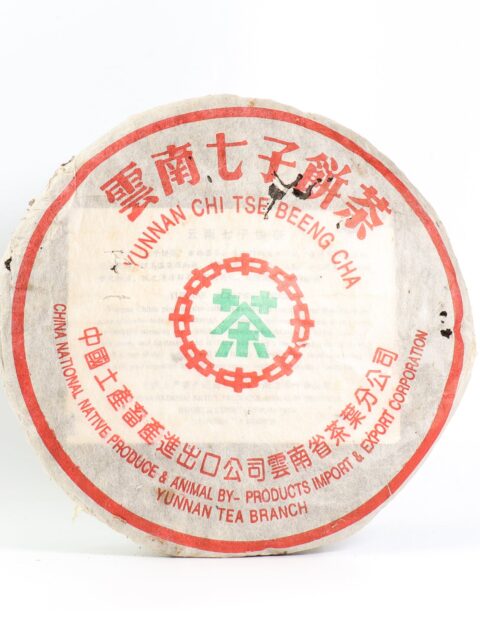 雲南七子餅茶
YUNNAN CHI TSE BEENG CHA
茶
中國土產畜產進出口公司雲南省茶葉分公司
CHINA NATIONAL NATIVE PRODUCE & ANIMAL BY- PRODUCTS IMPORT & EXPORT CORPORATION
YUNNAN TEA BRANCH